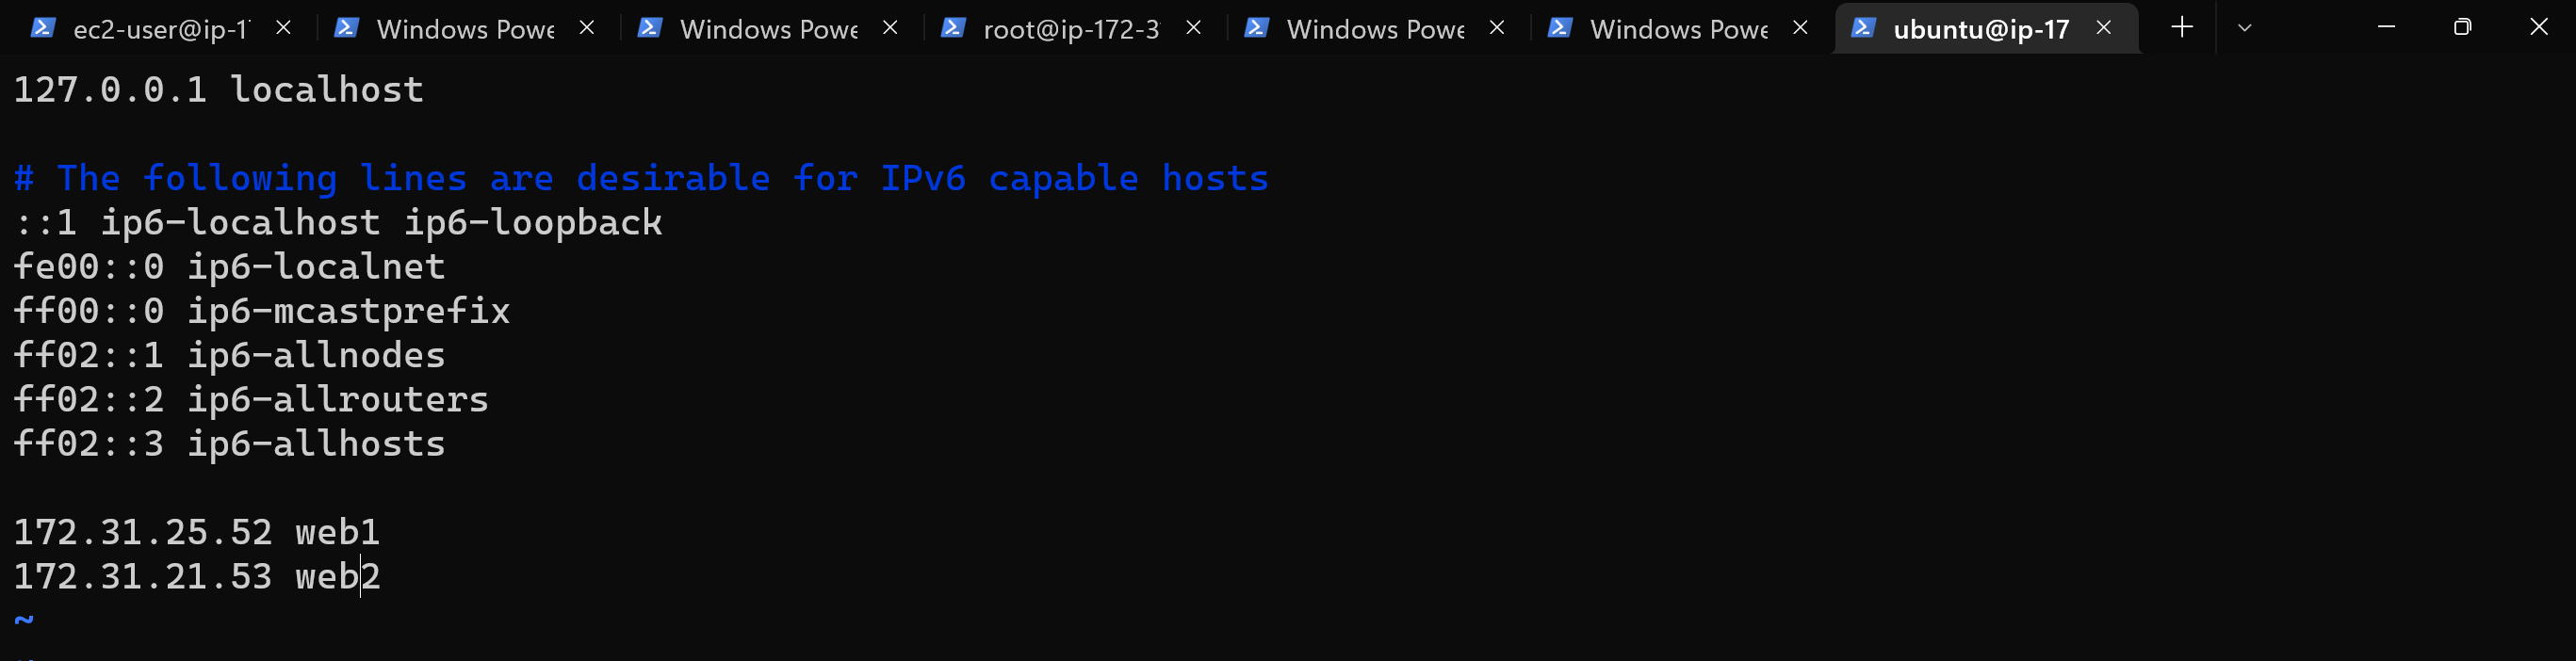 ec2-user@ip-1 Windows Powe Windows Powe root@ip-172-3 Windows Powe Windows Powe ubuntu@ip-17
127.0.0.1 localhost
# The following lines are desirable for IPv6 capable hosts
::1 ip6-localhost ip6-loopback
fe00::0 ip6-localnet
ff00::0 ip6-mcastprefix
ff02::1 ip6-allnodes
ff02::2 ip6-allrouters
ff02::3 ip6-allhosts
172.31.25.52 web1
172.31.21.53 web2
~